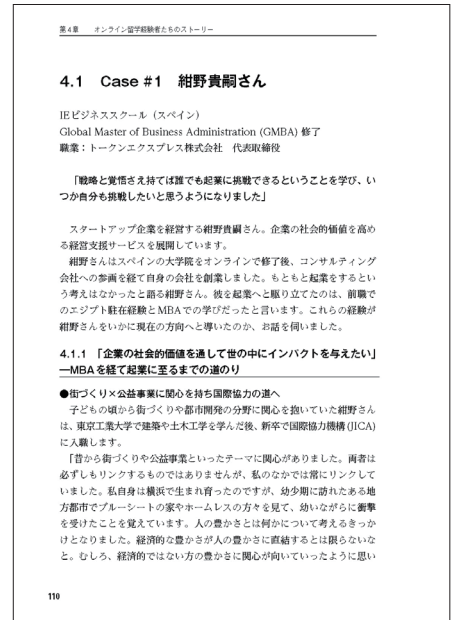 第4章　オンライン留学経験者たちのストーリー
4.1　Case #1　紺野貴嗣さん
IEビジネススクール（スペイン）
Global Master of Business Administration (GMBA) 修了
職業：トークンエクスプレス株式会社　代表取締役
「戦略と覚悟さえ持てば誰でも起業に挑戦できるということを学び、い
つか自分も挑戦したいと思うようになりました」
スタートアップ企業を経営する紺野貴嗣さん。企業の社会的価値を高め
る経営支援サービスを展開しています。
紺野さんはスペインの大学院をオンラインで修了後、コンサルティング
会社への参画を経て自身の会社を創業しました。もともと起業をするとい
う考えはなかったと語る紺野さん。彼を起業へと駆り立てたのは、前職で
のエジプト駐在経験とMBAでの学びだったと言います。これらの経験が
紺野さんをいかに現在の方向へと導いたのか、お話を伺いました。
4.1.1　「企業の社会的価値を通して世の中にインパクトを与えたい」
—MBAを経て起業に至るまでの道のり
●街づくり×公益事業に関心を持ち国際協力の道へ
子どもの頃から街づくりや都市開発の分野に関心を抱いていた紺野さん
は、東京工業大学で建築や土木工学を学んだ後、新卒で国際協力機構(JICA)
に入職します。
「昔から街づくりや公益事業といったテーマに関心がありました。両者は
必ずしもリンクするものではありませんが、私のなかでは常にリンクして
いました。私自身は横浜で生まれ育ったのですが、幼少期に訪れたある地
方都市でブルーシートの家やホームレスの方々を見て、幼いながらに衝撃
を受けたことを覚えています。人の豊かさとは何かについて考えるきっか
けとなりました。経済的な豊かさが人の豊かさに直結するとは限らないな
と。むしろ、経済的ではない方の豊かさに関心が向いていったように思い
110